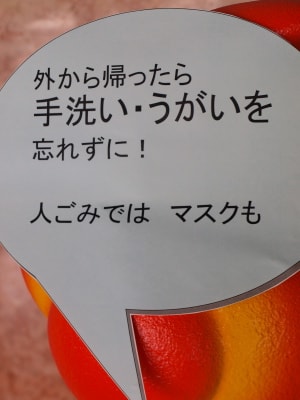 外から帰ったら
手洗い・うがいを
忘れずに!
人ごみでは　マスクも